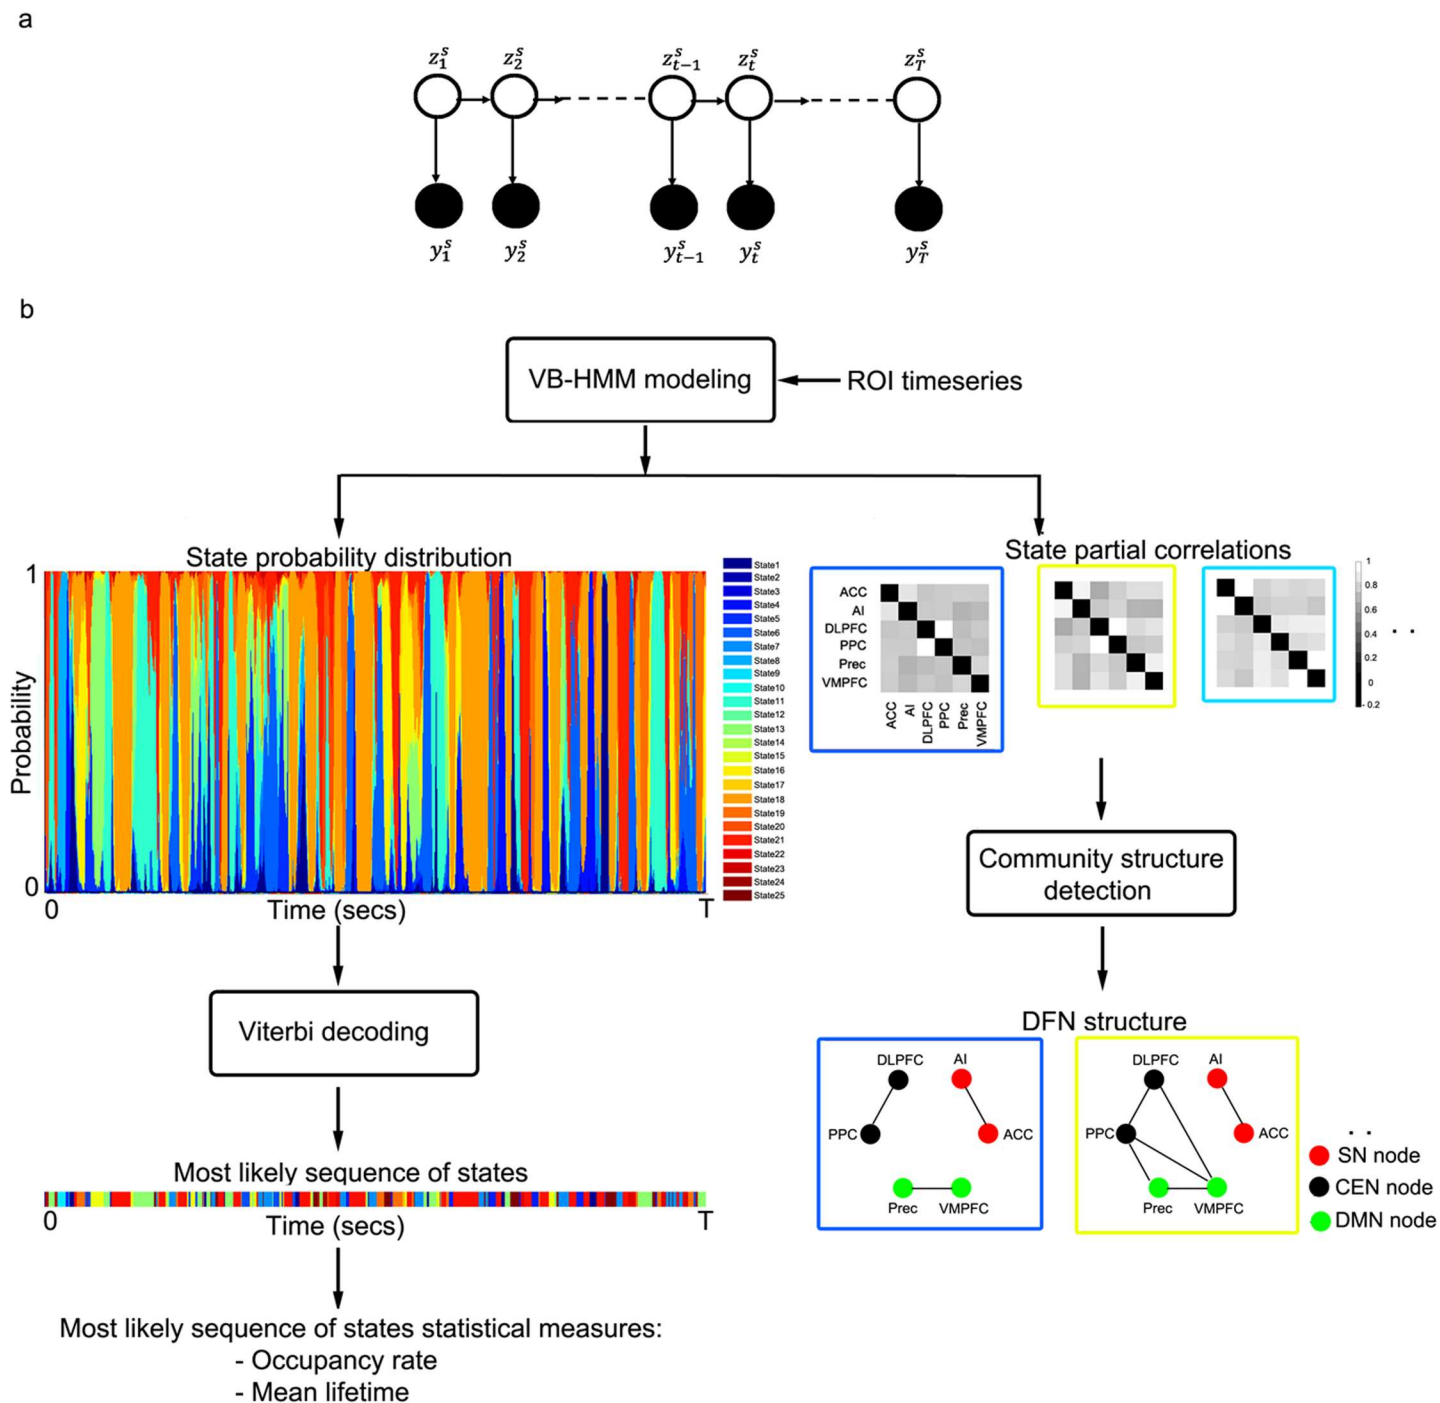 a
z_1^s z_2^s z_{t-1}^s z_t^s z_T^s
y_1^s y_2^s y_{t-1}^s y_t^s y_T^s
b
VB-HMM modeling
ROI timeseries
State probability distribution
1
Probability
0
0
Time (secs)
T
State1
State2
State3
State4
State5
State6
State7
State8
State9
State10
State11
State12
State13
State14
State15
State16
State17
State18
State19
State20
State21
State22
State23
State24
State25
Viterbi decoding
Most likely sequence of states
0
Time (secs)
T
Most likely sequence of states statistical measures:
- Occupancy rate
- Mean lifetime
State partial correlations
ACC
AI
DLPFC
PPC
Prec
VMPFC
ACC
AI
DLPFC
PPC
Prec
VMPFC
1
0.8
0.6
0.4
0.2
0
- 0.2
. .
Community structure
detection
DFN structure
DLPFC AI
PPC ACC
Prec VMPFC
DLPFC AI
PPC ACC
Prec VMPFC
. .
SN node
CEN node
DMN node